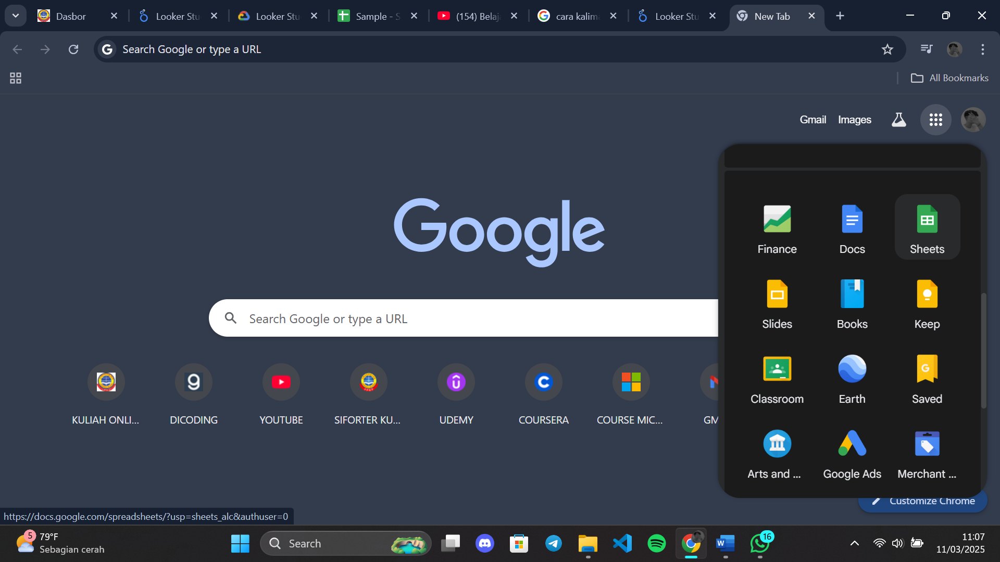 Dasbor
Looker Stu
Looker Stu
Sample - S
(154) Belaja
cara kalima
Looker Stu
New Tab
Search Google or type a URL
All Bookmarks
Gmail
Images
Google
Search Google or type a URL
Finance
Docs
Sheets
Slides
Books
Keep
Classroom
Earth
Saved
Arts and ...
Google Ads
Merchant ...
KULIAH ONLI...
DICODING
YOUTUBE
SIFORTER KU...
UDEMY
COURSERA
COURSE MIC...
GM
Customize Chrome
https://docs.google.com/spreadsheets/?usp=sheets_alc&authuser=0
5
79°F
Sebagian cerah
Search
16
11:07
11/03/2025